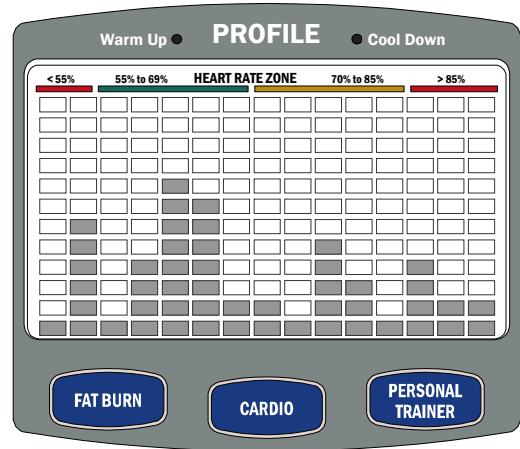 Warm Up PROFILE Cool Down
< 55% 55% to 69% HEART RATE ZONE 70% to 85% > 85%
FAT BURN
CARDIO
PERSONAL
TRAINER